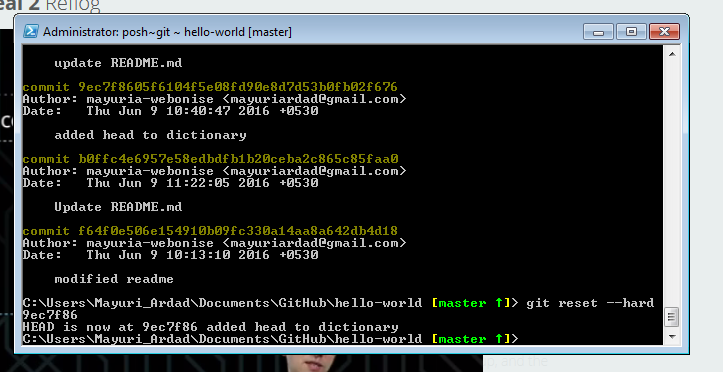 eal 2 Reflog
Administrator: posh~git ~ hello-world [master]
update README.md
commit 9ec7f8605f6104f5e08fd90e8d7d53b0fb02f676
Author: mayuria-webonise <mayuriardad@gmail.com>
Date: Thu Jun 9 10:40:47 2016 +0530
added head to dictionary
commit b0ffc4e6957e58edbdfb1b20ceba2c865c85faa0
Author: mayuria-webonise <mayuriardad@gmail.com>
Date: Thu Jun 9 11:22:05 2016 +0530
Update README.md
commit f64f0e506e154910b09fc330a14aa8a642db4d18
Author: mayuria-webonise <mayuriardad@gmail.com>
Date: Thu Jun 9 10:13:10 2016 +0530
modified readme
C:\Users\Mayuri_Ardad\Documents\GitHub\hello-world [master ↑]> git reset --hard
9ec7f86
HEAD is now at 9ec7f86 added head to dictionary
C:\Users\Mayuri_Ardad\Documents\GitHub\hello-world [master ↑]>